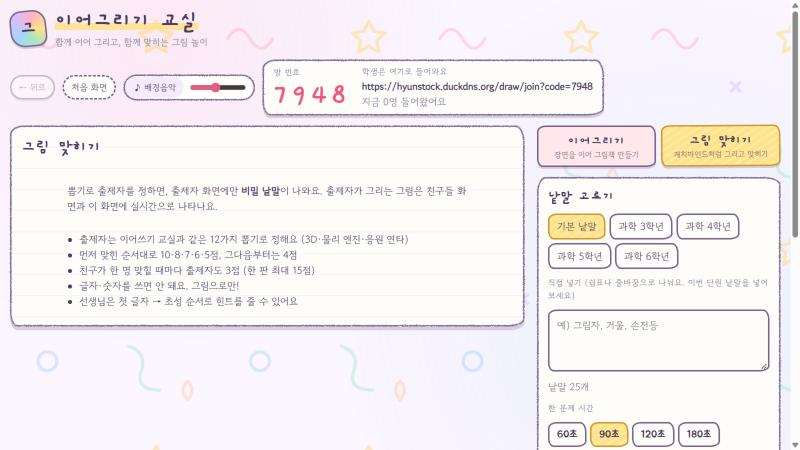 그
이어그리기 교실
함께 이어 그리고, 함께 맞히는 그림 놀이
← 뒤로
처음 화면
♪ 배경음악
방 번호
7948
학생은 여기로 들어와요
https://hyunstock.duckdns.org/draw/join?code=7948
지금 0명 들어왔어요
그림 맞히기
뽑기로 출제자를 정하면, 출제자 화면에만 비밀 낱말이 나와요. 출제자가 그리는 그림은 친구들 화
면과 이 화면에 실시간으로 나타나요.
• 출제자는 이어쓰기 교실과 같은 12가지 뽑기로 정해요 (3D·물리 엔진·응원 연타)
• 먼저 맞힌 순서대로 10·8·7·6·5점, 그다음부터는 4점
• 친구가 한 명 맞힐 때마다 출제자도 3점 (한 판 최대 15점)
• 글자·숫자를 쓰면 안 돼요. 그림으로만!
• 선생님은 첫 글자 → 초성 순서로 힌트를 줄 수 있어요
이어그리기
장면을 이어 그림책 만들기
그림 맞히기
캐치마인드처럼 그리고 맞히기
낱말 고르기
기본 낱말
과학 3학년
과학 4학년
과학 5학년
과학 6학년
직접 넣기 (쉼표나 줄바꿈으로 나눠요. 이번 단원 낱말을 넣어
보세요)
예) 그림자, 거울, 손전등
낱말 25개
한 문제 시간
60초
90초
120초
180초